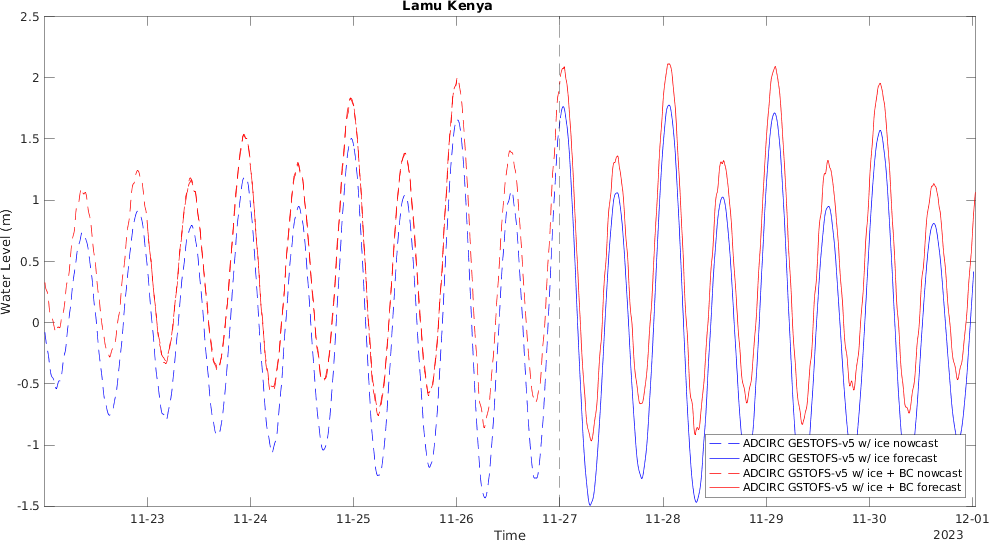 Lamu Kenya
2.5
2
1.5
1
0.5
0
-0.5
-1
-1.5
Water Level (m)
ADCIRC GESTOFS-v5 w/ ice nowcast
ADCIRC GESTOFS-v5 w/ ice forecast
ADCIRC GSTOFS-v5 w/ ice + BC nowcast
ADCIRC GSTOFS-v5 w/ ice + BC forecast
11-23 11-24 11-25 11-26 11-27 11-28 11-29 11-30 12-01
Time
2023